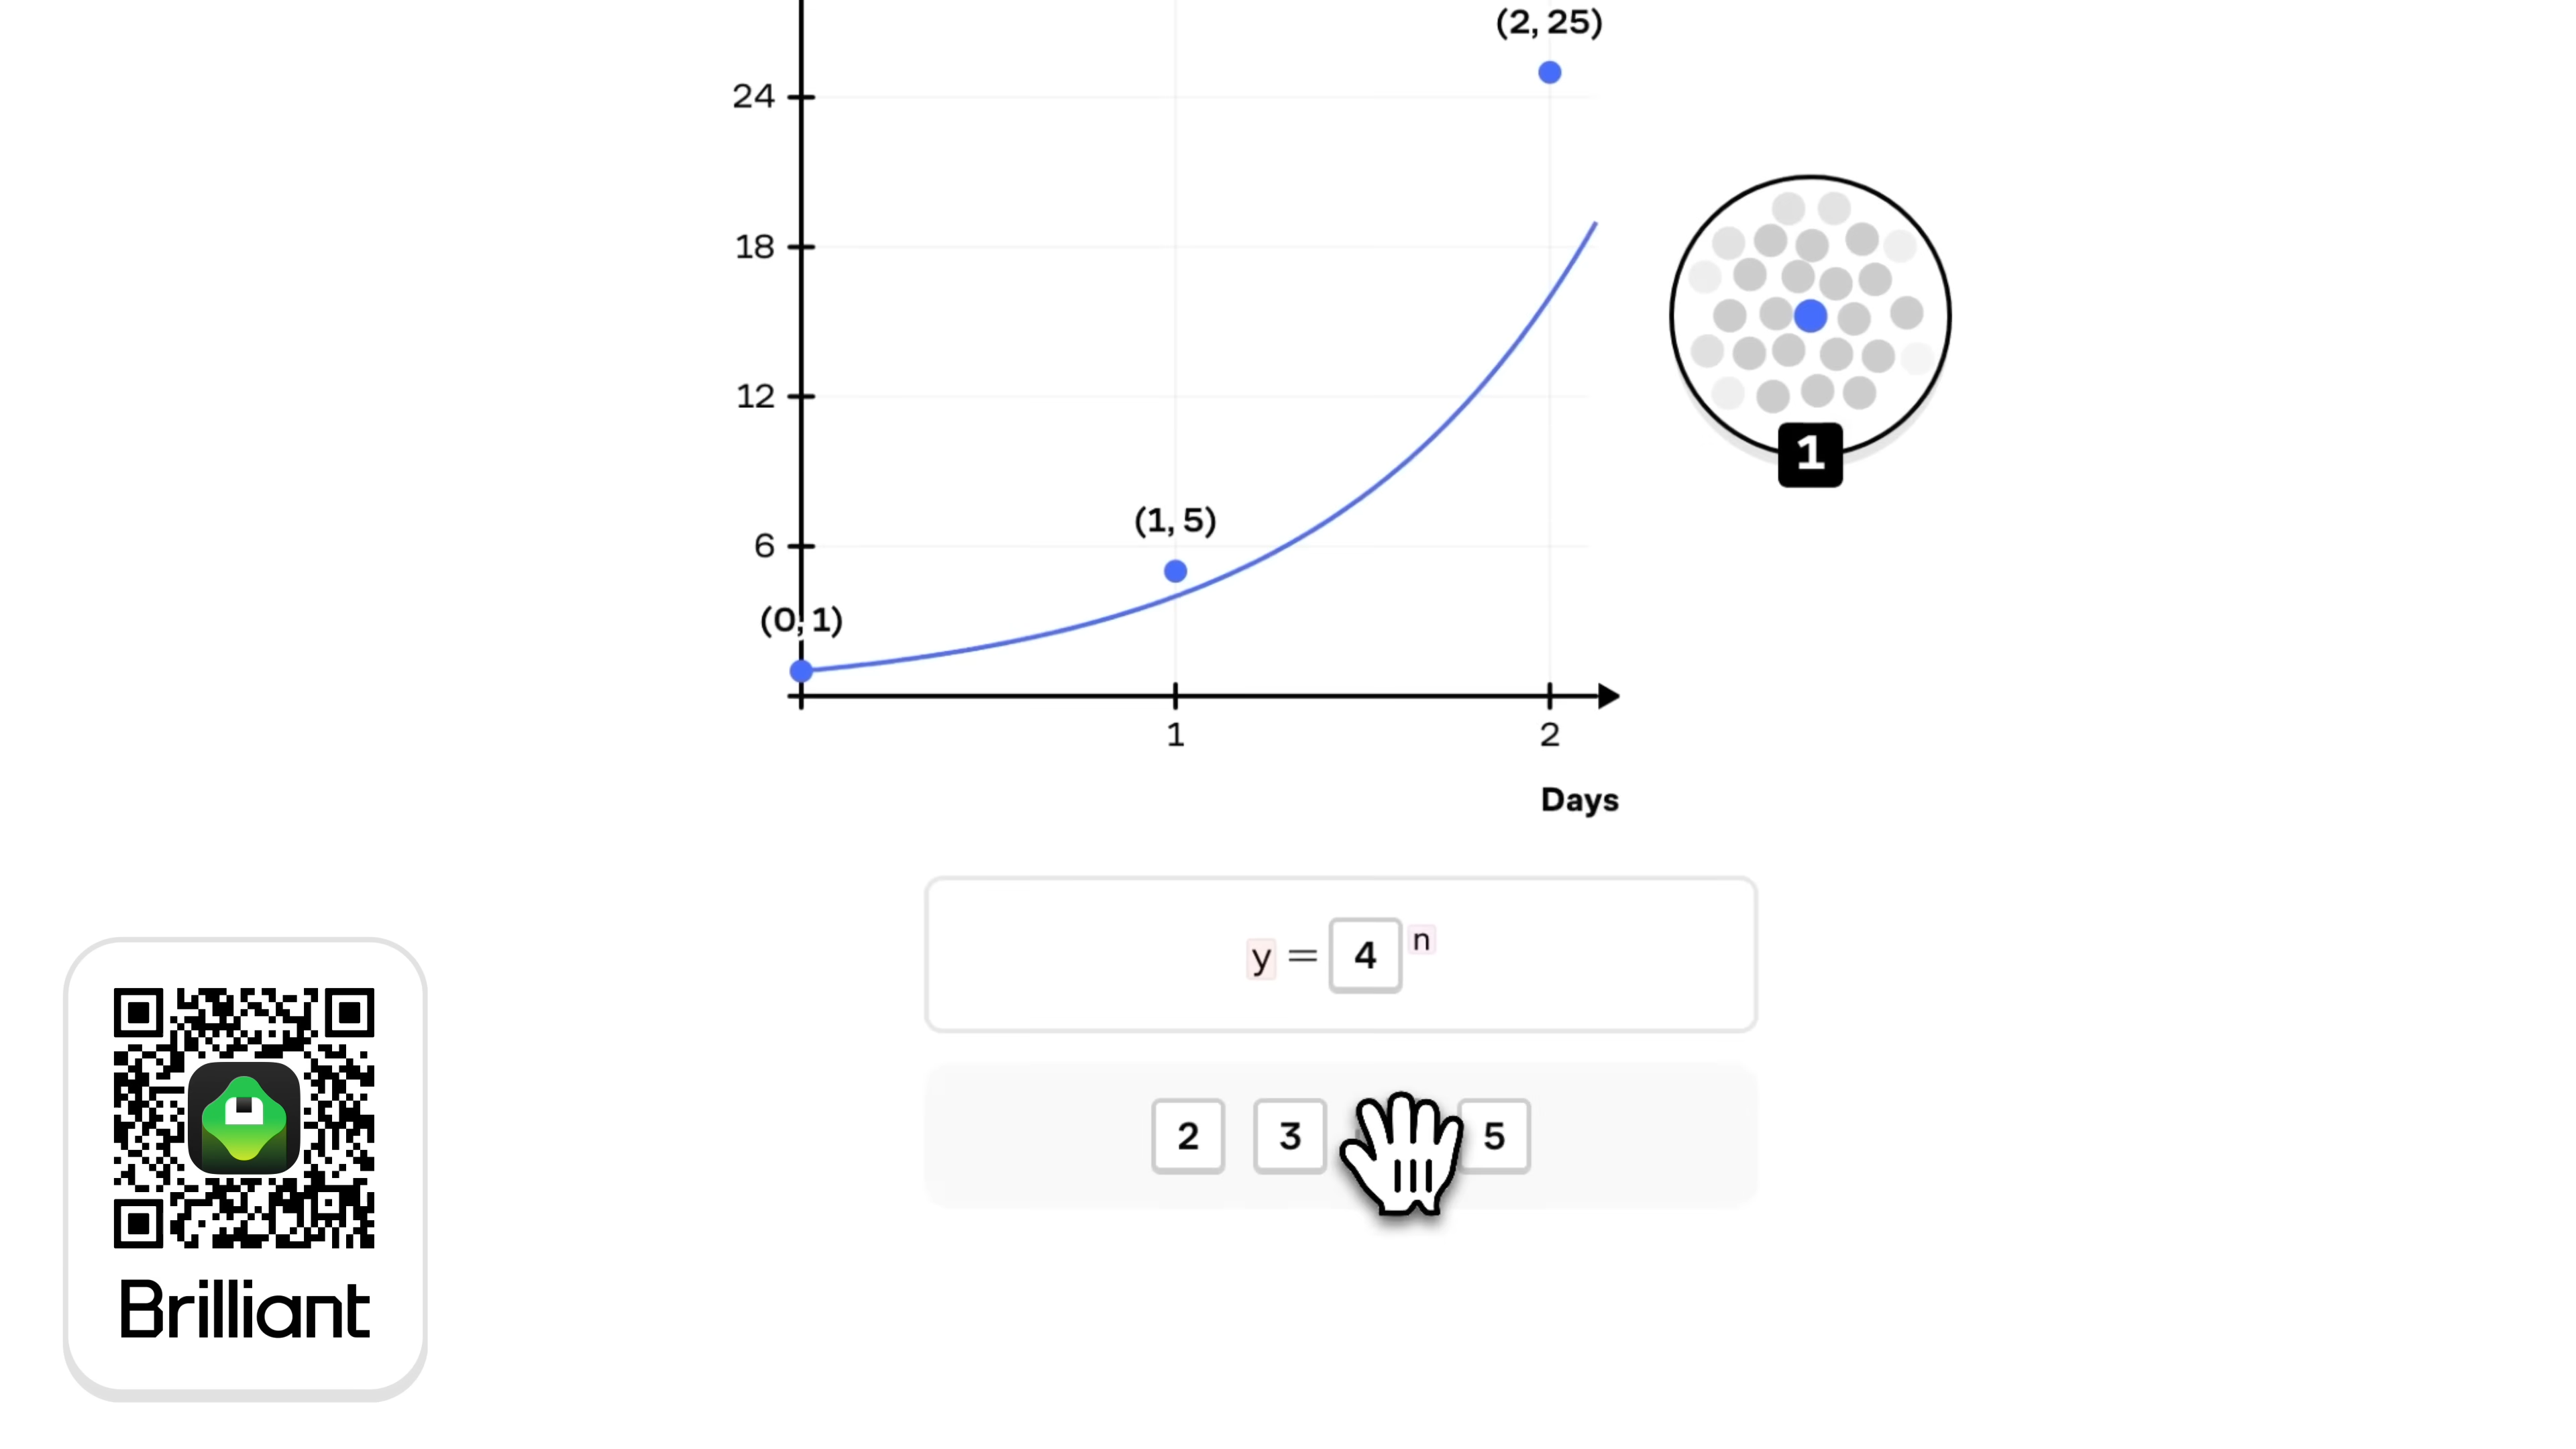 (2, 25)
24
18
12
(1, 5)
6
(0, 1)
1
1
2
Days
y = 4 n
2 3 5
Brilliant